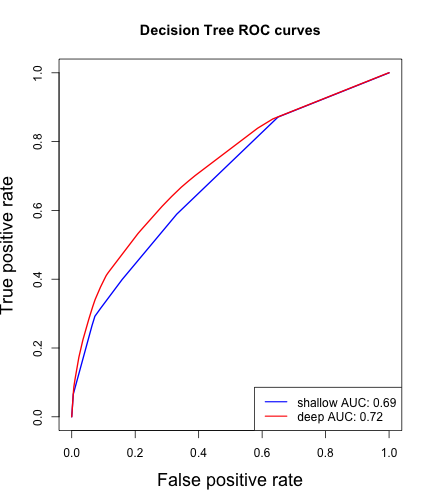 Decision Tree ROC curves
True positive rate
1.0
0.8
0.6
0.4
0.2
0.0
shallow AUC: 0.69
deep AUC: 0.72
0.0 0.2 0.4 0.6 0.8 1.0
False positive rate